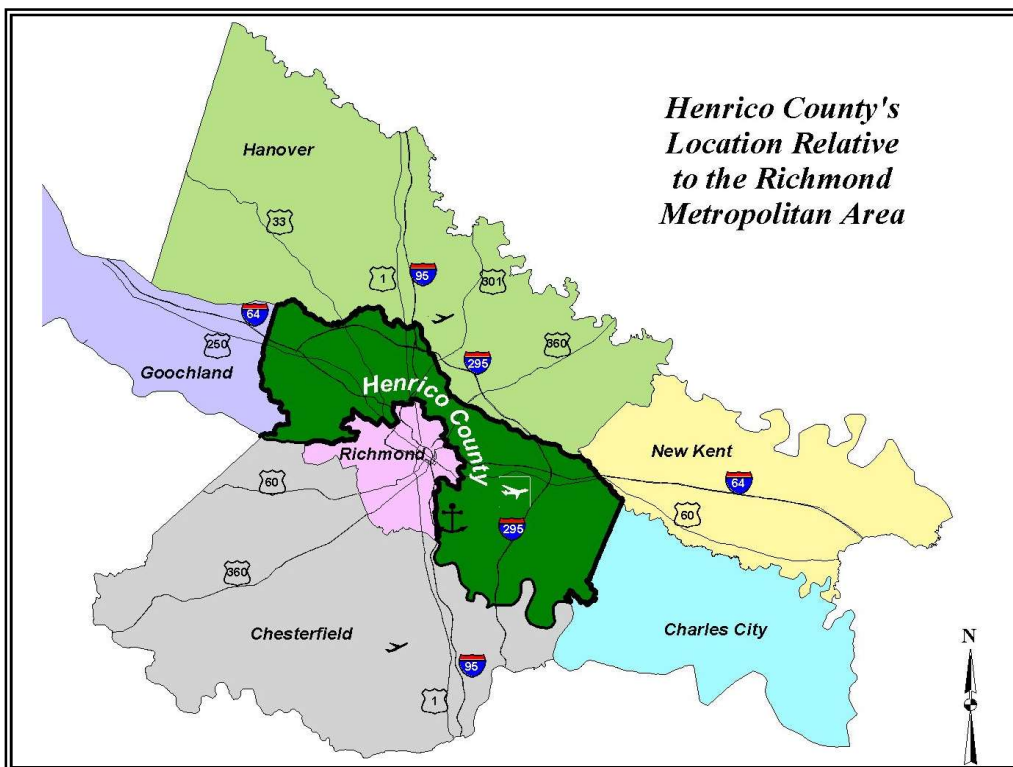 Henrico County's
Location Relative
to the Richmond
Metropolitan Area
Hanover
33
1
95
301
64
250
360
295
Goochland
Henrico County
Richmond
New Kent
60
64
60
295
360
Chesterfield
Charles City
95
1
N